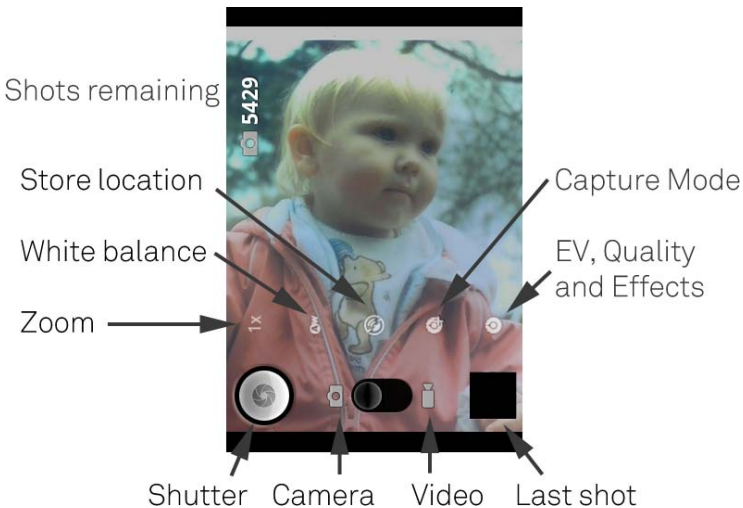 Shots remaining
5429
Store location
Capture Mode
White balance
EV, Quality
and Effects
Zoom
1x
AW
Shutter
Camera
Video
Last shot